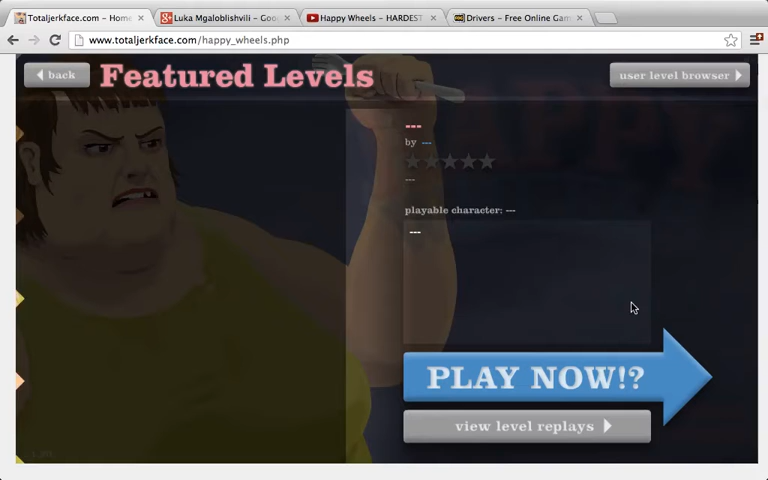 Totaljerkface.com - Home
Luka Mgaloblishvili - Goo
Happy Wheels - HARDEST
Drivers - Free Online Gam
www.totaljerkface.com/happy_wheels.php
back
Featured Levels
user level browser
---
by ---
---
playable character: ---
---
PLAY NOW!?
view level replays